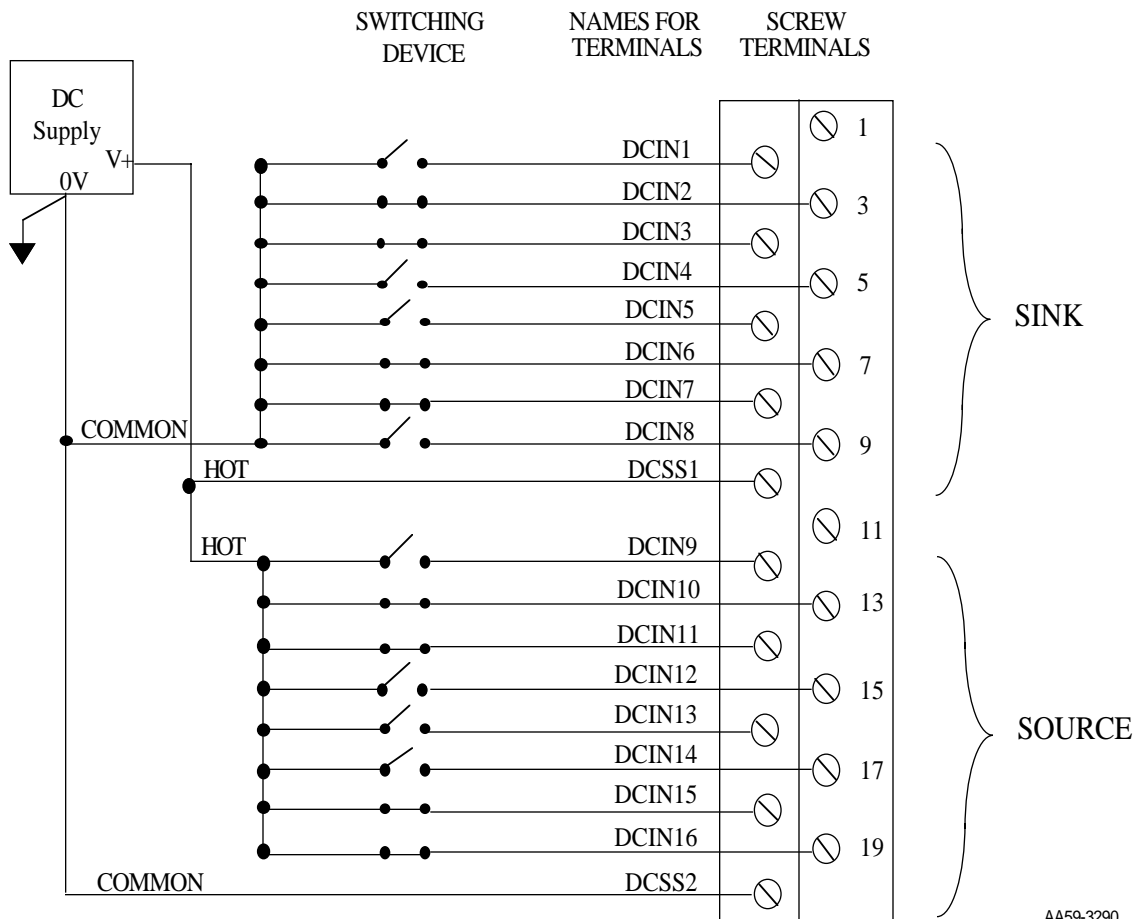 SWITCHING
DEVICE
NAMES FOR
TERMINALS
SCREW
TERMINALS
DC
Supply
V+
0V
1
DCIN1
DCIN2
3
DCIN3
DCIN4
5
DCIN5
SINK
DCIN6
7
DCIN7
COMMON
DCIN8
9
HOT
DCSS1
11
HOT
DCIN9
DCIN10
13
DCIN11
DCIN12
15
DCIN13
SOURCE
DCIN14
17
DCIN15
DCIN16
19
COMMON
DCSS2
AA59-3290